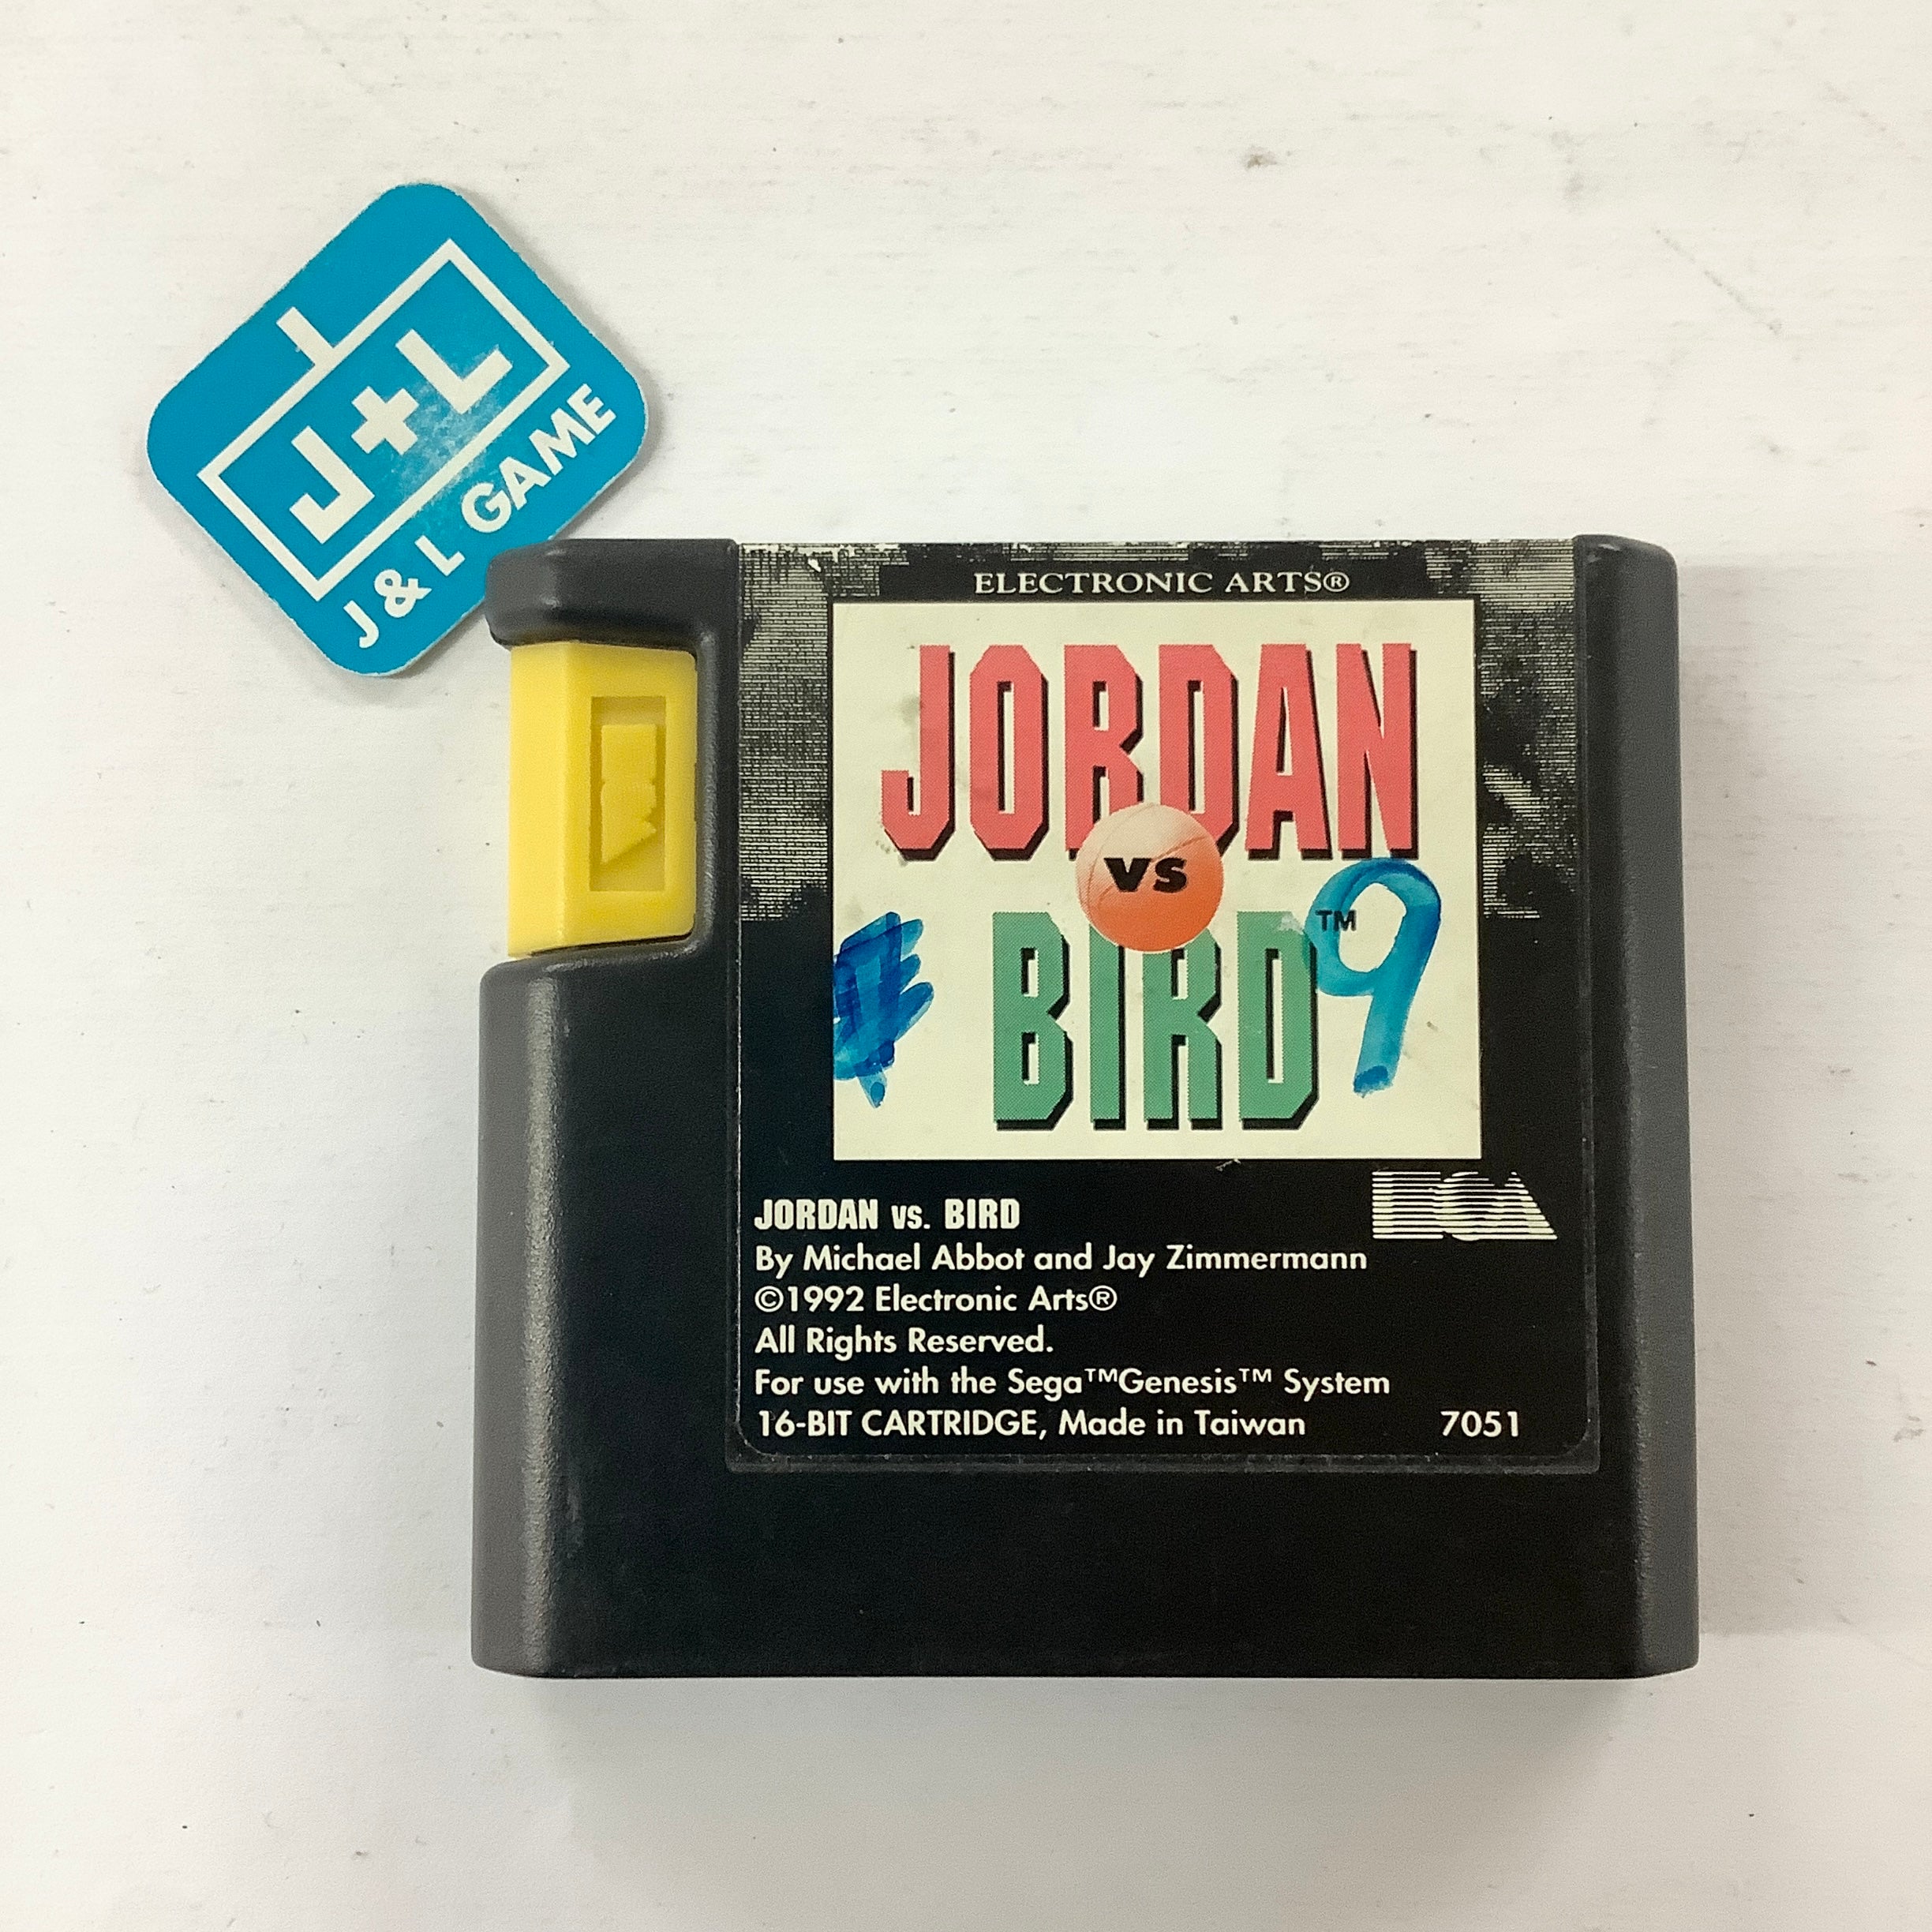 J+L
J & L GAME
ELECTRONIC ARTS®
JORDAN
VS
BIRD™
9
JORDAN vs. BIRD
EOA
By Michael Abbot and Jay Zimmermann
©1992 Electronic Arts®
All Rights Reserved.
For use with the Sega™Genesis™ System
16-BIT CARTRIDGE, Made in Taiwan 7051